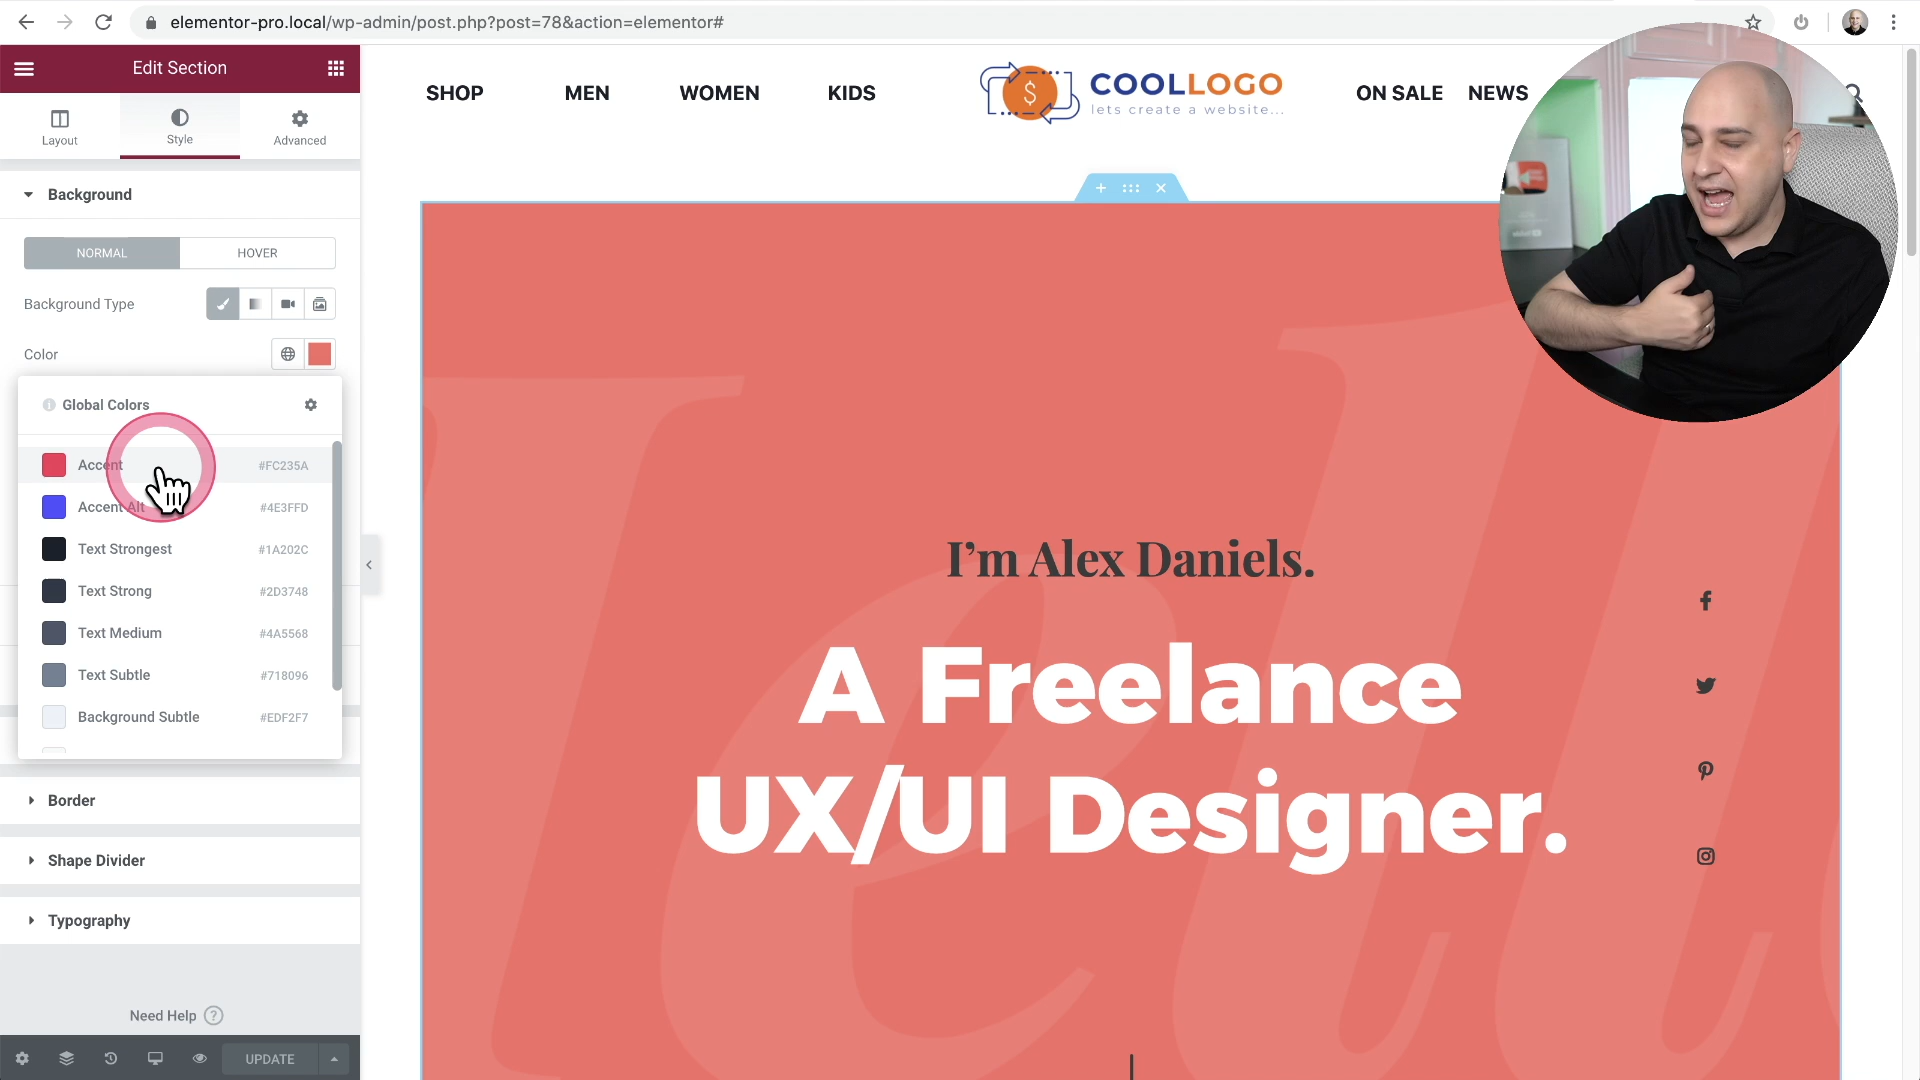 elementor-pro.local/wp-admin/post.php?post=78&action=elementor#
Edit Section
Layout
Style
Advanced
Background
NORMAL
HOVER
Background Type
Color
Global Colors
Accent #FC235A
Accent Alt #4E3FFD
Text Strongest #1A202C
Text Strong #2D3748
Text Medium #4A5568
Text Subtle #718096
Background Subtle #EDF2F7
Border
Shape Divider
Typography
Need Help
UPDATE
SHOP MEN WOMEN KIDS
COOLLOGO
lets create a website...
ON SALE NEWS
I’m Alex Daniels.
A Freelance
UX/UI Designer.